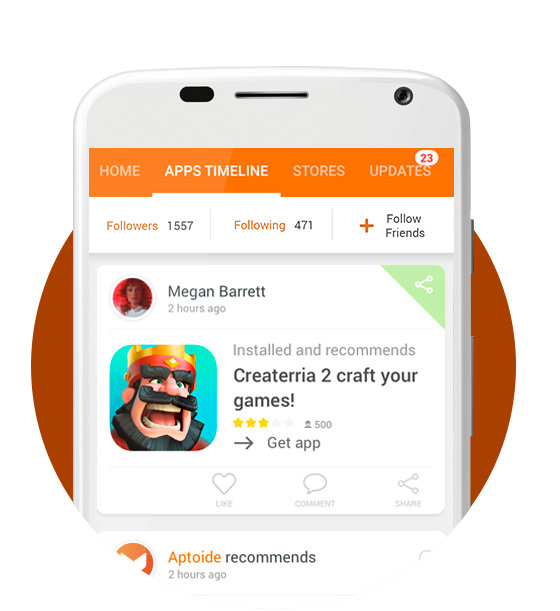 HOME APPS TIMELINE STORES UPDATES 23
Followers 1557 Following 471 Follow
Friends
Megan Barrett
2 hours ago
Installed and recommends
Createrria 2 craft your
games!
500
Get app
LIKE COMMENT SHARE
Aptoide recommends
2 hours ago